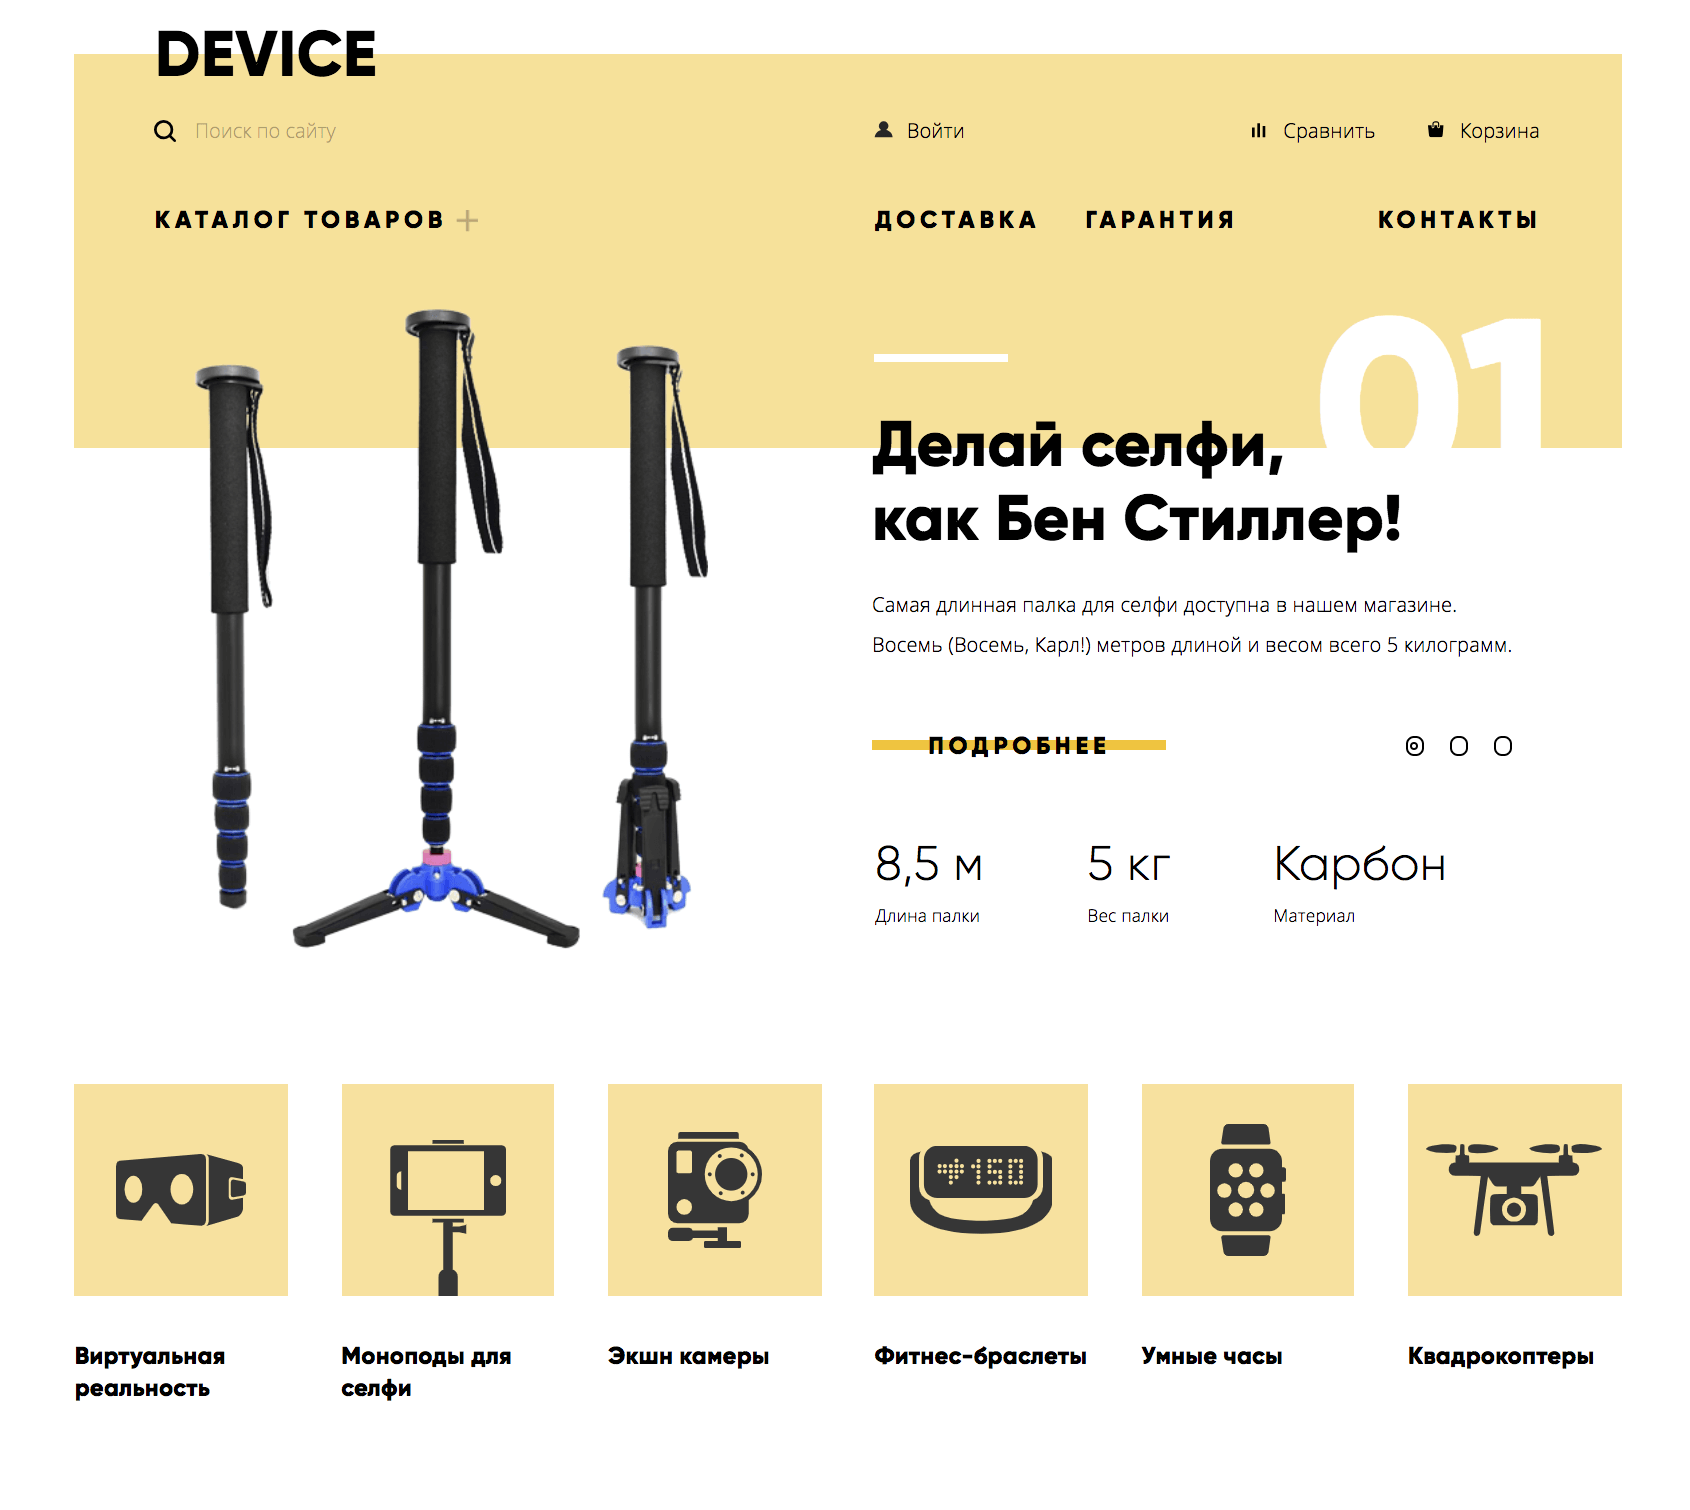 DEVICE
Поиск по сайту
Войти
Сравнить
Корзина
КАТАЛОГ ТОВАРОВ
ДОСТАВКА
ГАРАНТИЯ
КОНТАКТЫ
01
Делай селфи,
как Бен Стиллер!
Самая длинная палка для селфи доступна в нашем магазине.
Восемь (Восемь, Карл!) метров длиной и весом всего 5 килограмм.
ПОДРОБНЕЕ
8,5 м
5 кг
Карбон
Длина палки
Вес палки
Материал
150
Виртуальная
реальность
Моноподы для
селфи
Экшн камеры
Фитнес-браслеты
Умные часы
Квадрокоптеры